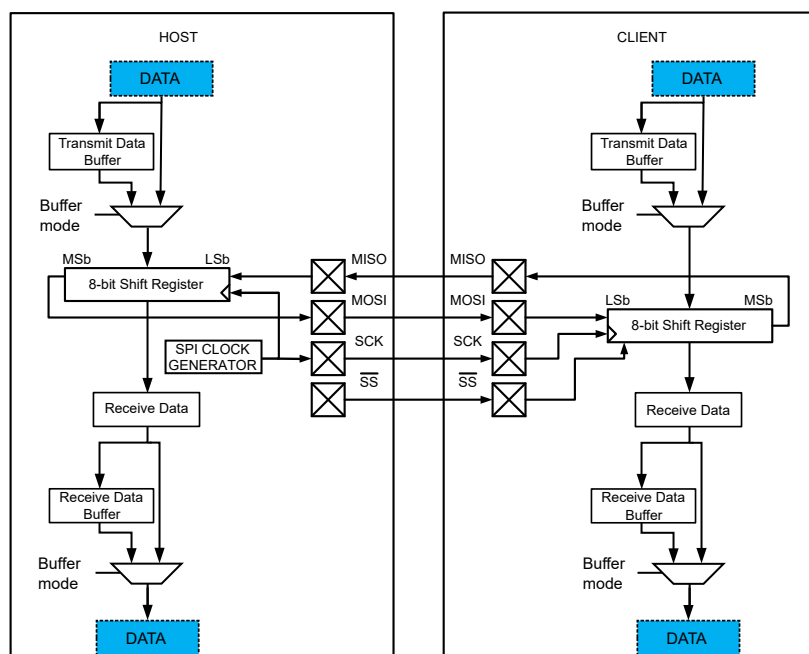 HOST
CLIENT
DATA
DATA
Transmit Data
Buffer
Transmit Data
Buffer
Buffer
mode
Buffer
mode
MSb
LSb
MISO
MISO
8-bit Shift Register
MOSI
MOSI
LSb
MSb
8-bit Shift Register
SPI CLOCK
GENERATOR
SCK
SCK
SS
SS
Receive Data
Receive Data
Receive Data
Buffer
Receive Data
Buffer
Buffer
mode
Buffer
mode
DATA
DATA